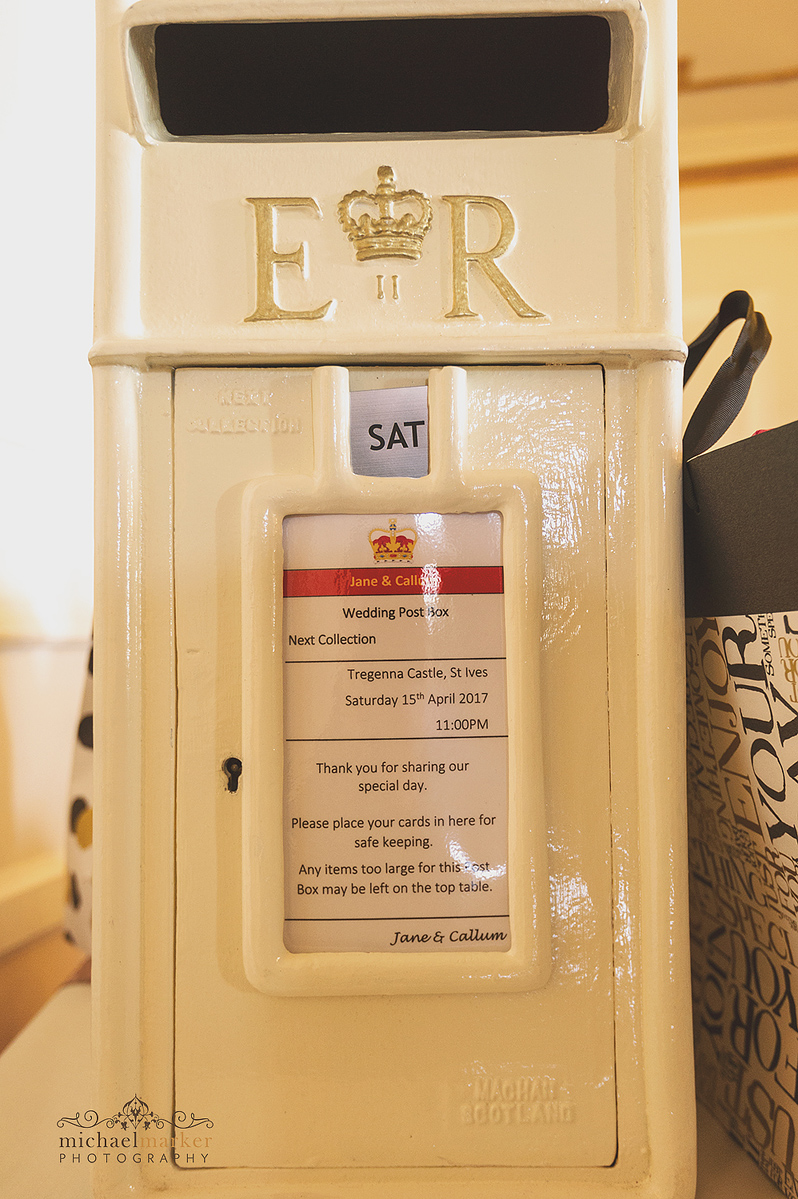 E II R
NEXT
COLLECTION
SAT
Jane & Callum
Wedding Post Box
Next Collection
Tregenna Castle, St Ives
Saturday 15th April 2017
11:00PM
Thank you for sharing our
special day.
Please place your cards in here for
safe keeping.
Any items too large for this Post
Box may be left on the top table.
Jane & Callum
MACHAN
SCOTLAND
michaelmarker
PHOTOGRAPHY
ENJOY
YOUR